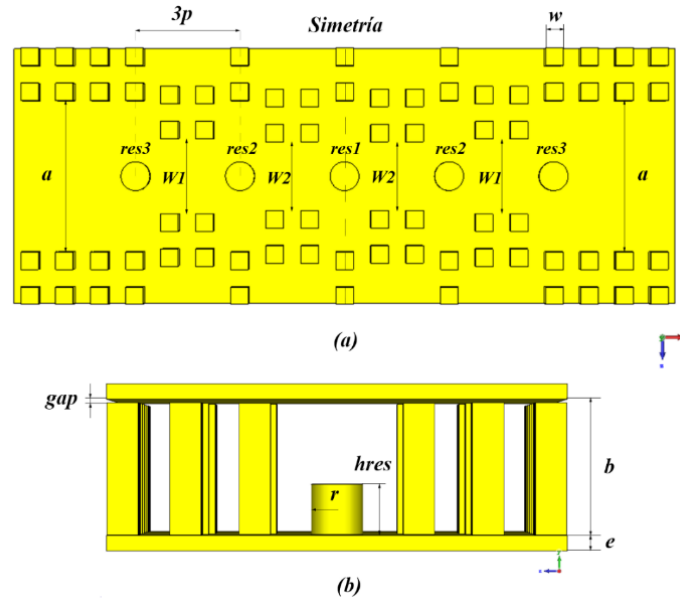 3p Simetría w
res3 res2 res1 res2 res3
a W1 W2 W2 W1 a
(a)
gap
hres
r
b
e
(b)